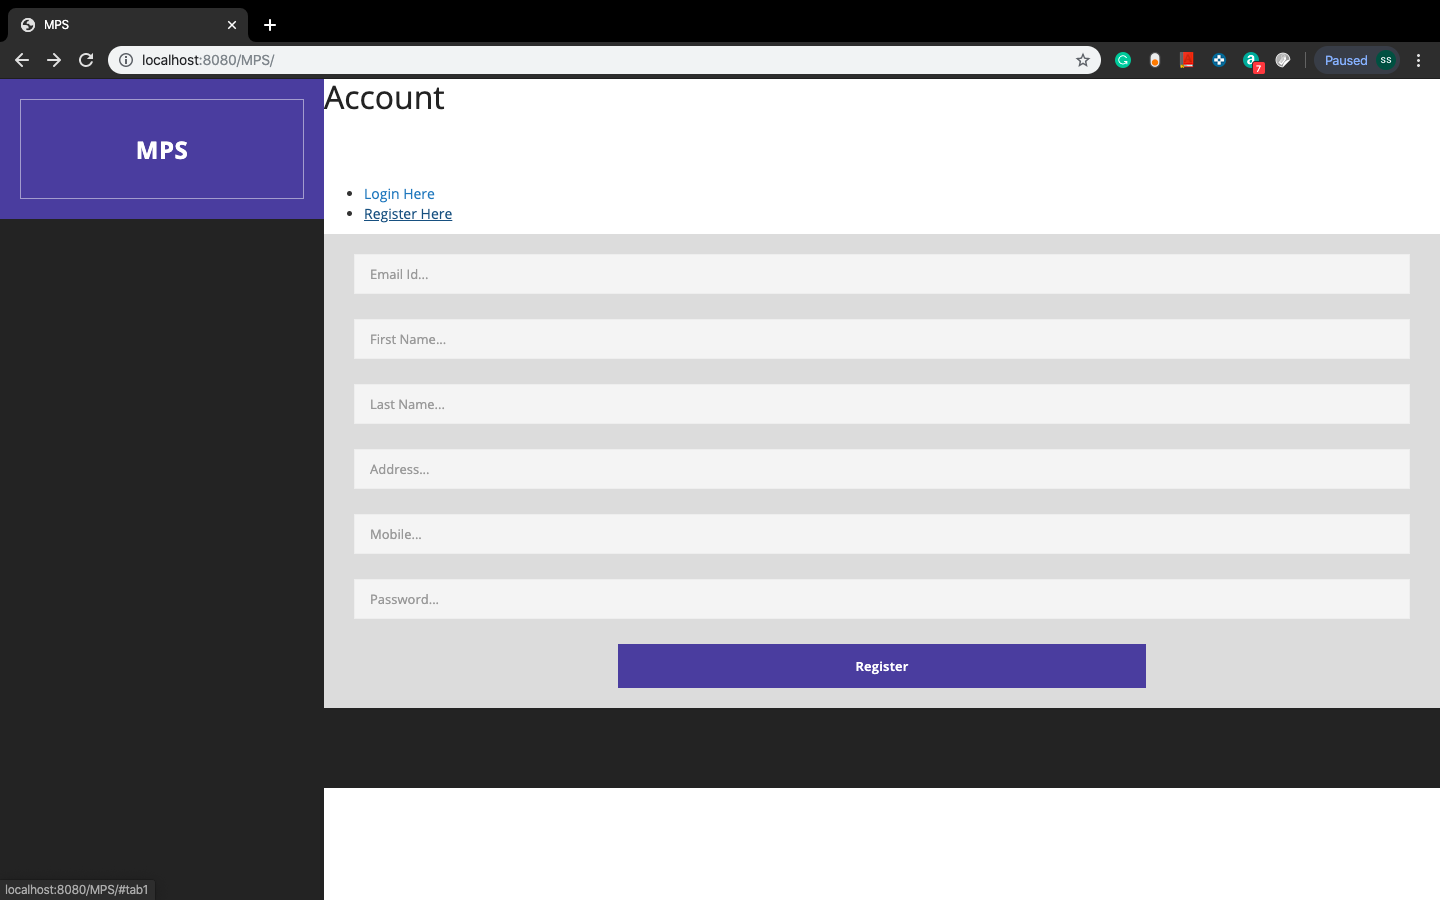 MPS
localhost:8080/MPS/
7
Paused
SS
MPS
Account
Login Here
Register Here
Email Id...
First Name...
Last Name...
Address...
Mobile...
Password...
Register
localhost:8080/MPS/#tab1